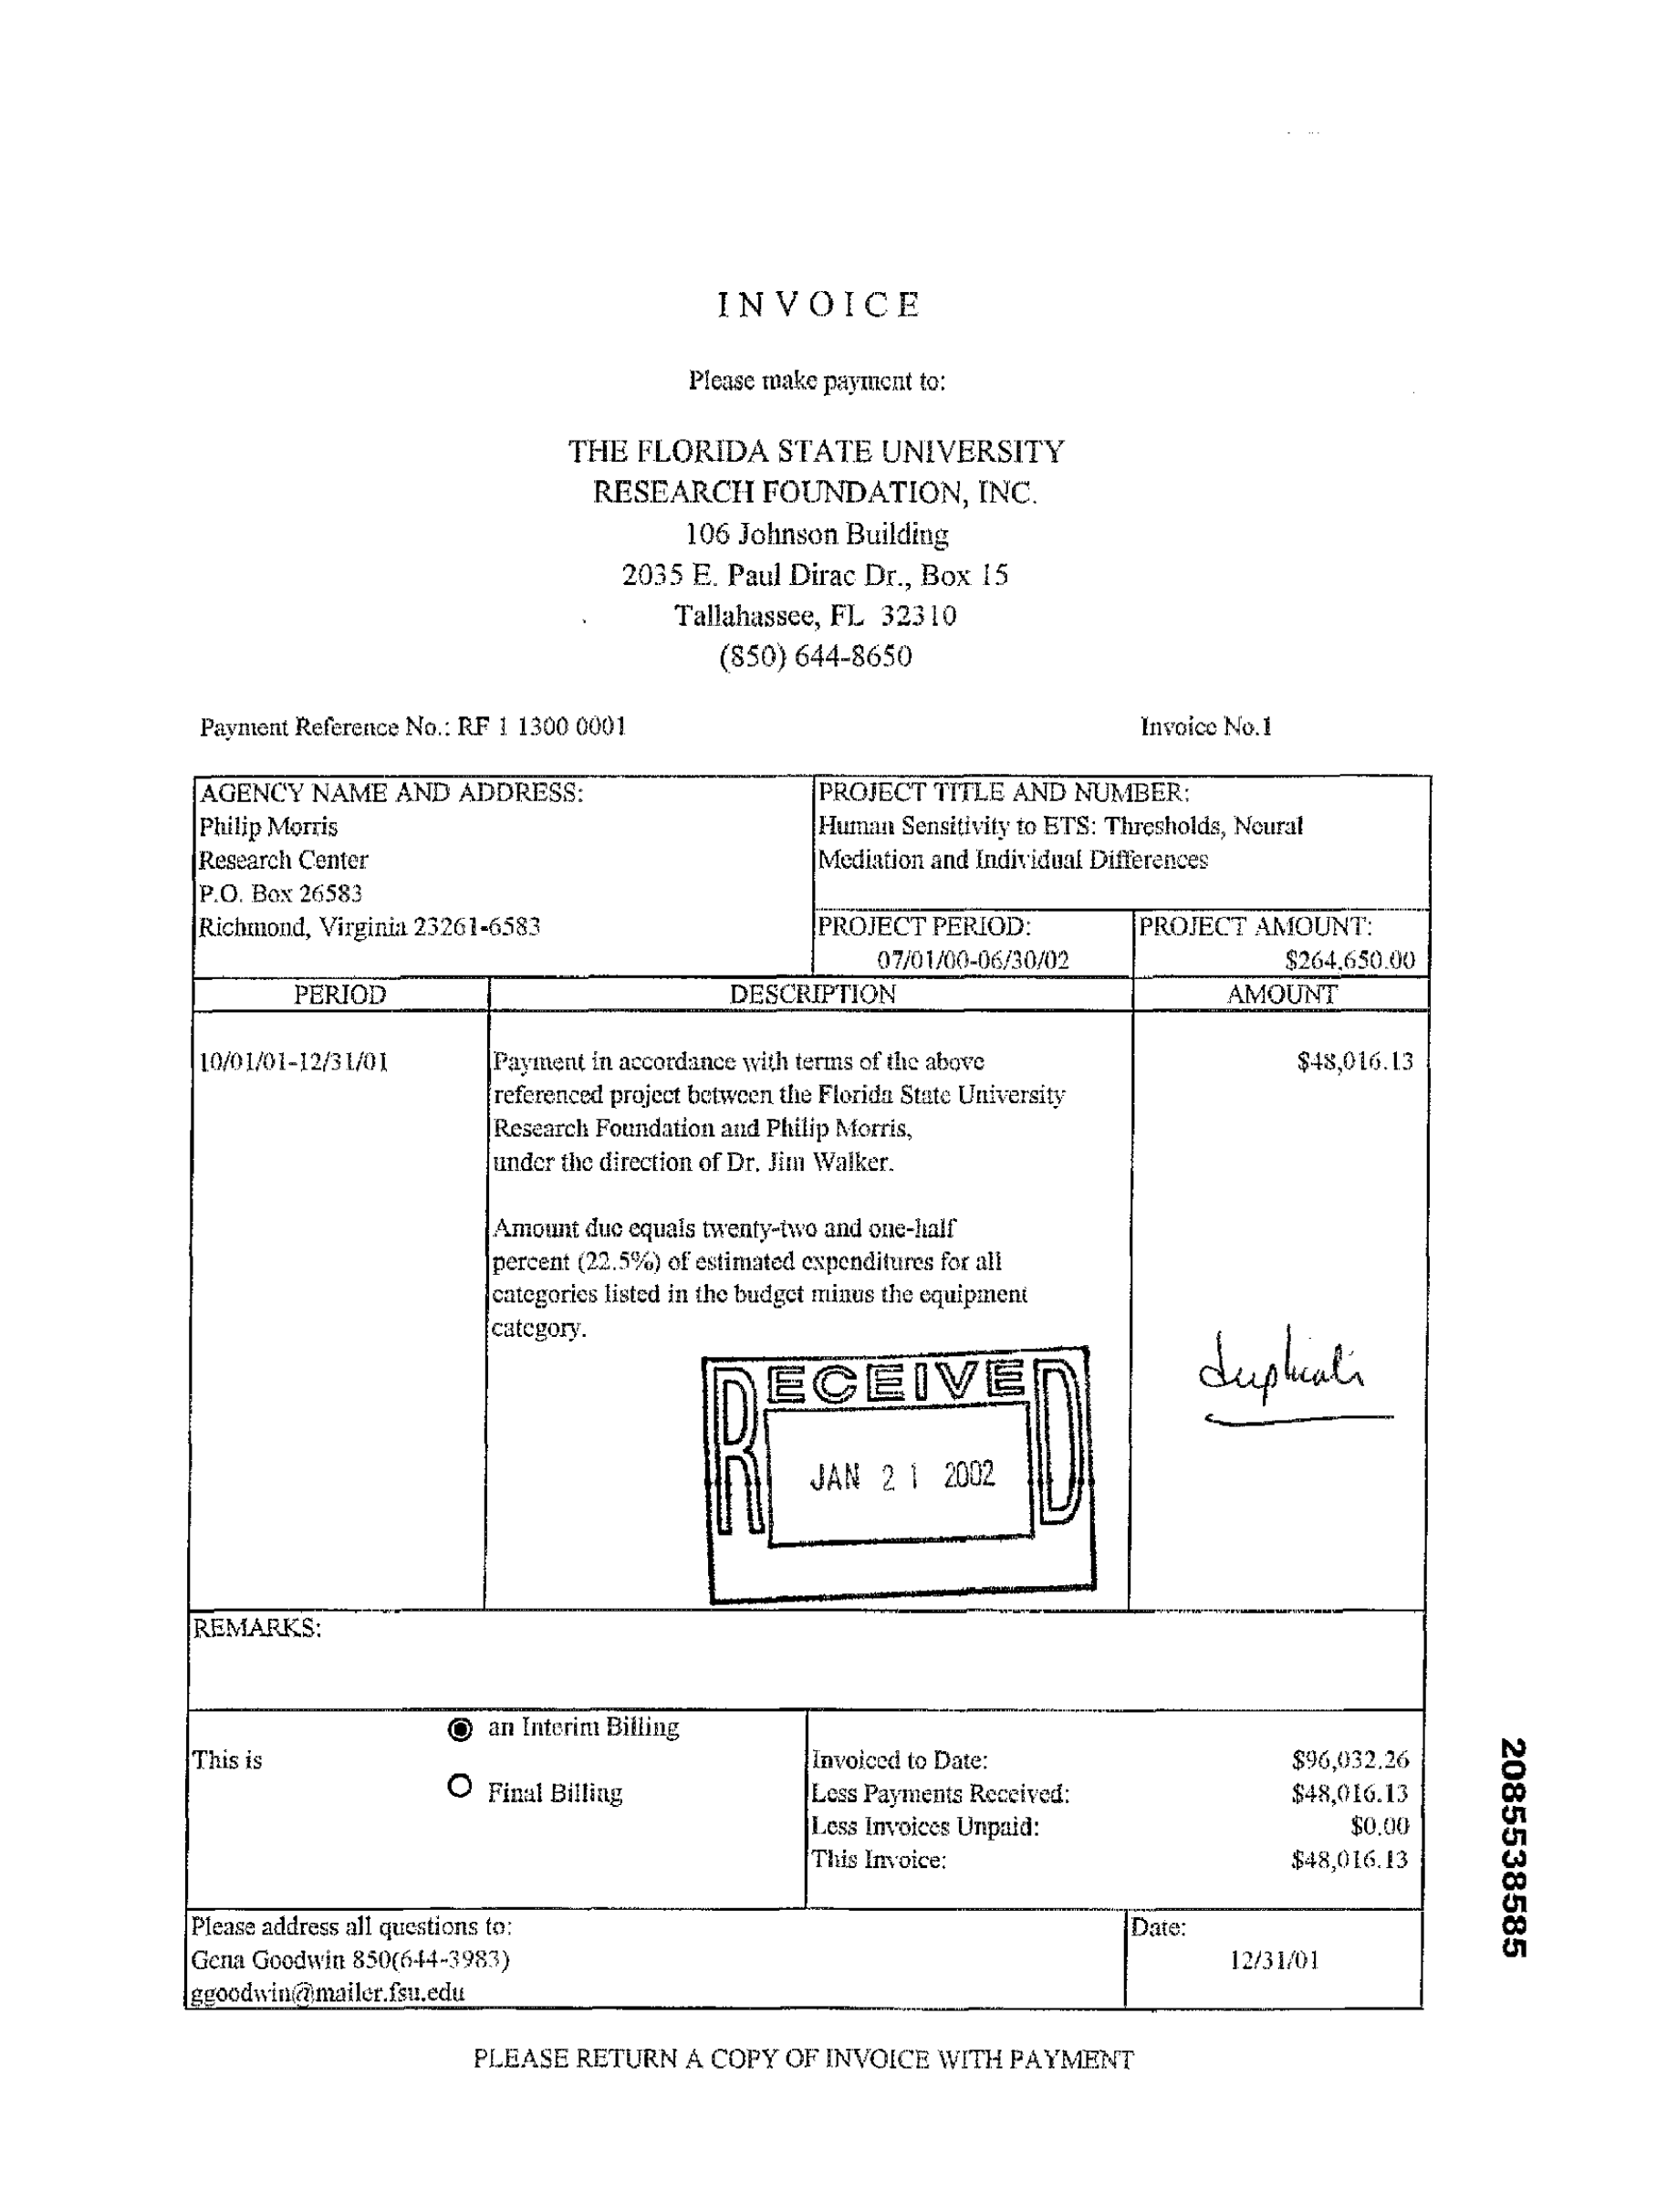 INVOICE
Please make payment to:
THE FLORIDA STATE UNIVERSITY
RESEARCH FOUNDATION, INC.
106 Johnson Building
2035 E. Paul Dirac Dr., Box 15
Tallahassee, FL 32310
(850) 644-8650
Payment Reference No.: RF 1 1300 0001
Invoice No.1
AGENCY NAME AND ADDRESS:
Philip Morris
Research Center
P.O. Box 26583
Richmond, Virginia 23261-6583
PROJECT TITLE AND NUMBER:
Human Sensitivity to ETS: Thresholds, Neural
Mediation and Individual Differences
PROJECT PERIOD:
07/01/00-06/30/02
PROJECT AMOUNT:
$264,650.00
PERIOD
DESCRIPTION
AMOUNT
10/01/01-12/31/01
Payment in accordance with terms of the above
referenced project between the Florida State University
Research Foundation and Philip Morris,
under the direction of Dr. Jim Walker.
$48,016.13
Amount due equals twenty-two and one-half
percent (22.5%) of estimated expenditures for all
categories listed in the budget minus the equipment
category.
RECEIVED
JAN 21 2002
REMARKS:
This is
an Interim Billing
Final Billing
Invoiced to Date: $96,032.26
Less Payments Received: $48,016.13
Less Invoices Unpaid: $0.00
This Invoice: $48,016.13
Please address all questions to:
Gena Goodwin 850(644-3983)
ggoodwin@mailer.fsu.edu
Date:
12/31/01
PLEASE RETURN A COPY OF INVOICE WITH PAYMENT
2085538585